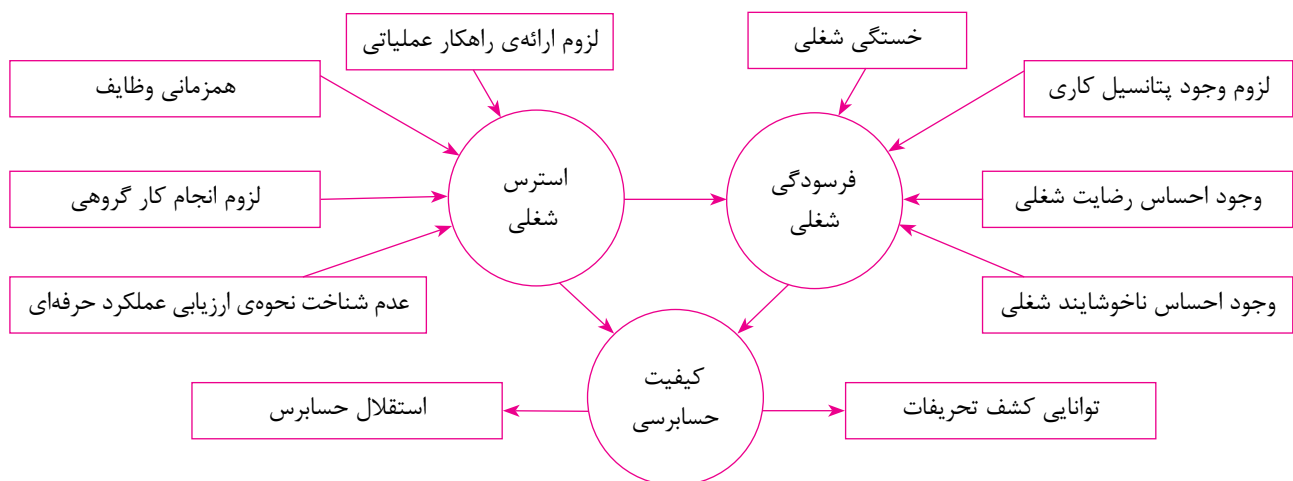 خستگی شغلی
لزوم ارائه‌ی راهکار عملیاتی
لزوم وجود پتانسیل کاری
همزمانی وظایف
فرسودگی
شغلی
استرس
شغلی
وجود احساس رضایت شغلی
لزوم انجام کار گروهی
وجود احساس ناخوشایند شغلی
عدم شناخت نحوه‌ی ارزیابی عملکرد حرفه‌ای
کیفیت
حسابرسی
توانایی کشف تحریفات
استقلال حسابرس